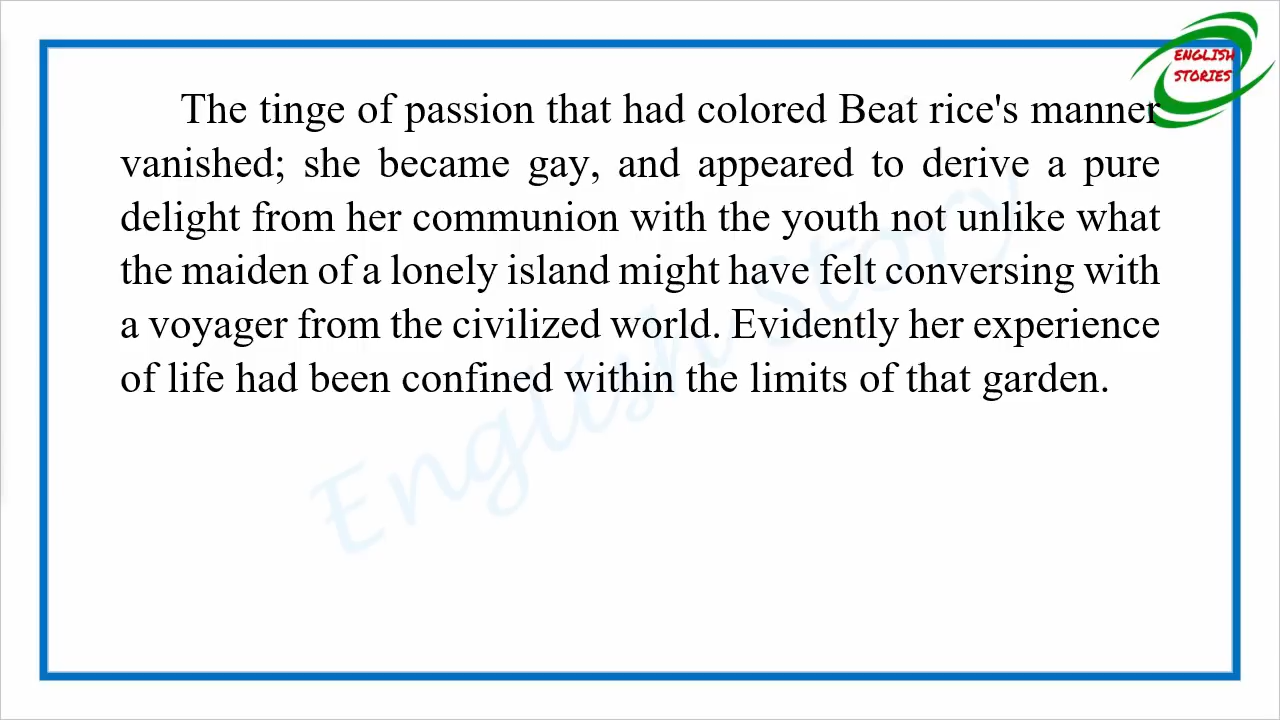 ENGLISH
STORIES
The tinge of passion that had colored Beat rice's manner
vanished; she became gay, and appeared to derive a pure
delight from her communion with the youth not unlike what
the maiden of a lonely island might have felt conversing with
a voyager from the civilized world. Evidently her experience
of life had been confined within the limits of that garden.
English Story